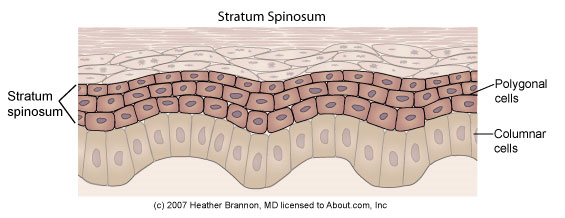 Stratum Spinosum
Stratum
spinosum
Polygonal
cells
Columnar
cells
(c) 2007 Heather Brannon, MD licensed to About.com, Inc